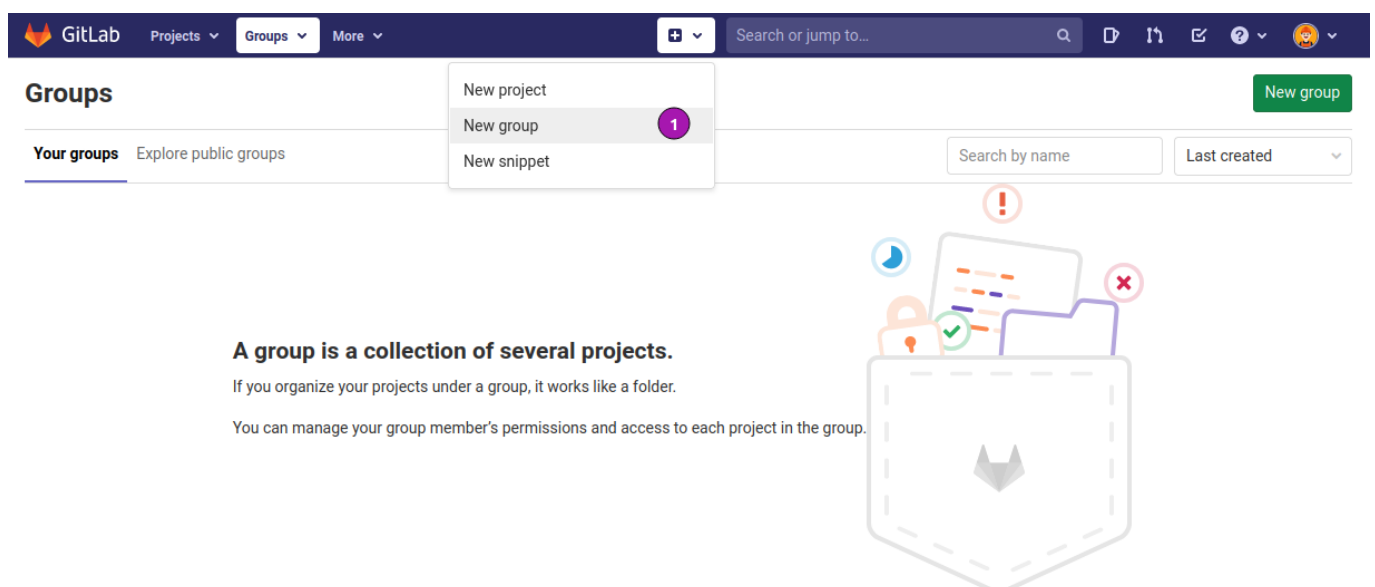 GitLab Projects Groups More Search or jump to...
New project
Groups New group
New group 1
Your groups Explore public groups Search by name Last created
New snippet
A group is a collection of several projects.
If you organize your projects under a group, it works like a folder.
You can manage your group member's permissions and access to each project in the group.